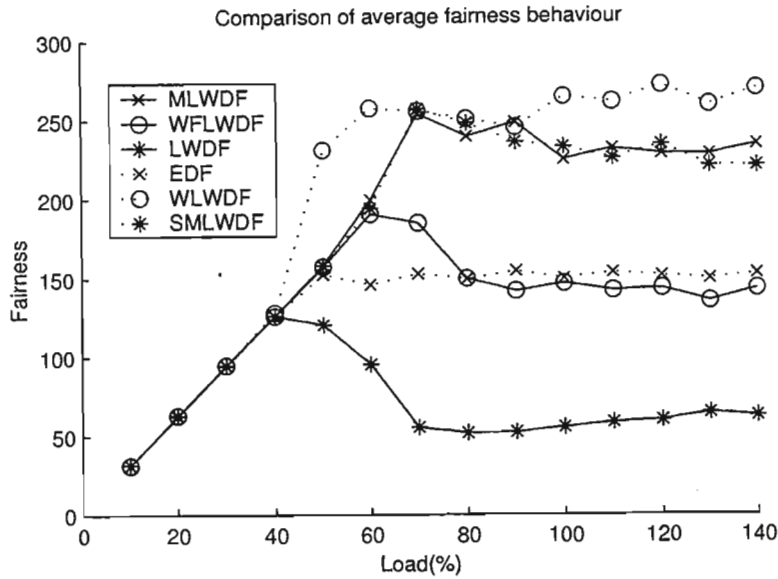 Comparison of average fairness behaviour
300
250
200
150
100
50
0
Fairness
MLWDF
WFLWDF
LWDF
EDF
WLWDF
SMLWDF
0 20 40 60 80 100 120 140
Load(%)